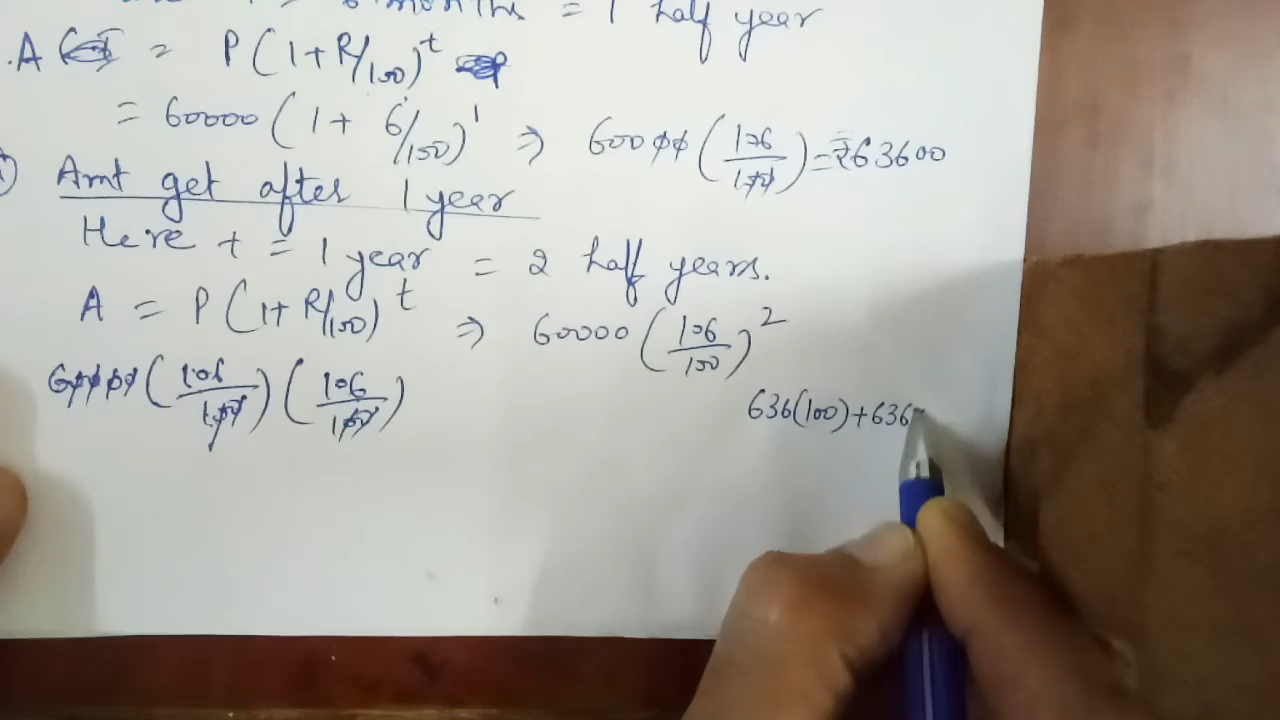 = 6 months = 1 half year
A = P(1+R/100)^t
= 60000(1+ 6/100)^1 ⇒ 60000(106/100)=₹63600
Amt get after 1 year
Here t = 1 year = 2 half years.
A = P(1+R/100)^t ⇒ 60000(106/100)^2
60000(106/100)(106/100)
636(100)+636